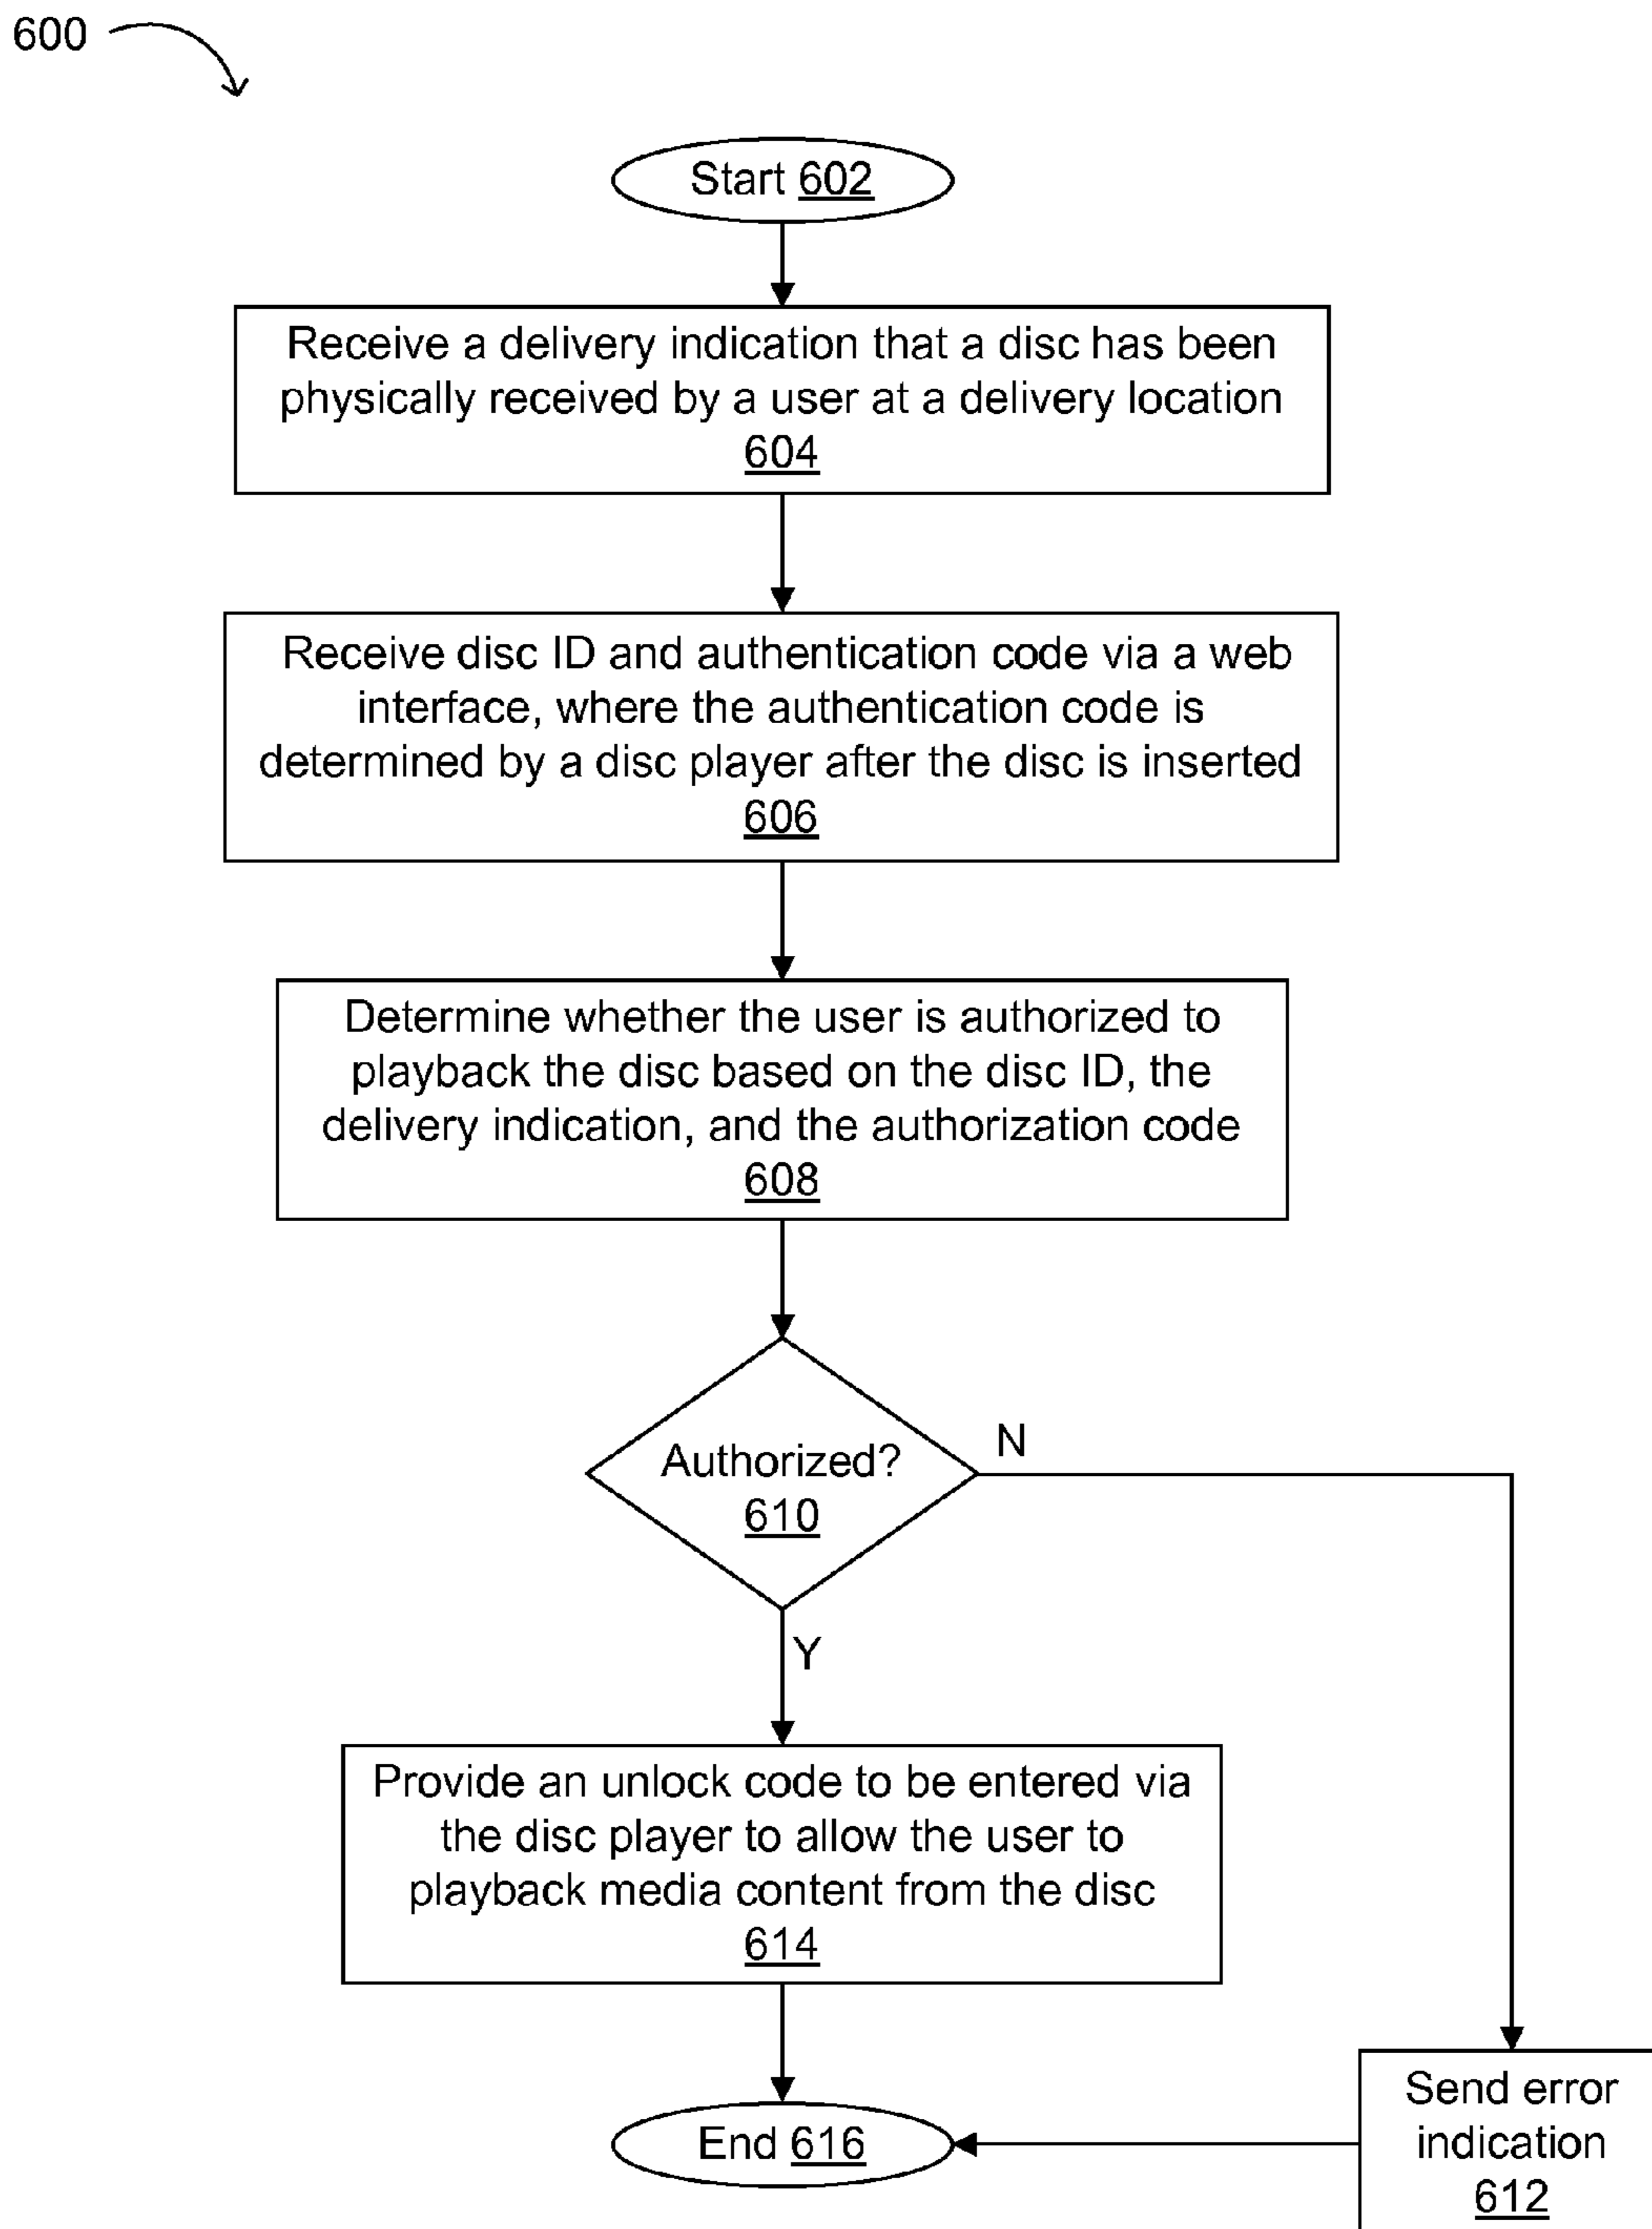 600
Start 602
Receive a delivery indication that a disc has been
physically received by a user at a delivery location
604
Receive disc ID and authentication code via a web
interface, where the authentication code is
determined by a disc player after the disc is inserted
606
Determine whether the user is authorized to
playback the disc based on the disc ID, the
delivery indication, and the authorization code
608
Authorized?
610
N
Y
Provide an unlock code to be entered via
the disc player to allow the user to
playback media content from the disc
614
Send error
indication
612
End 616